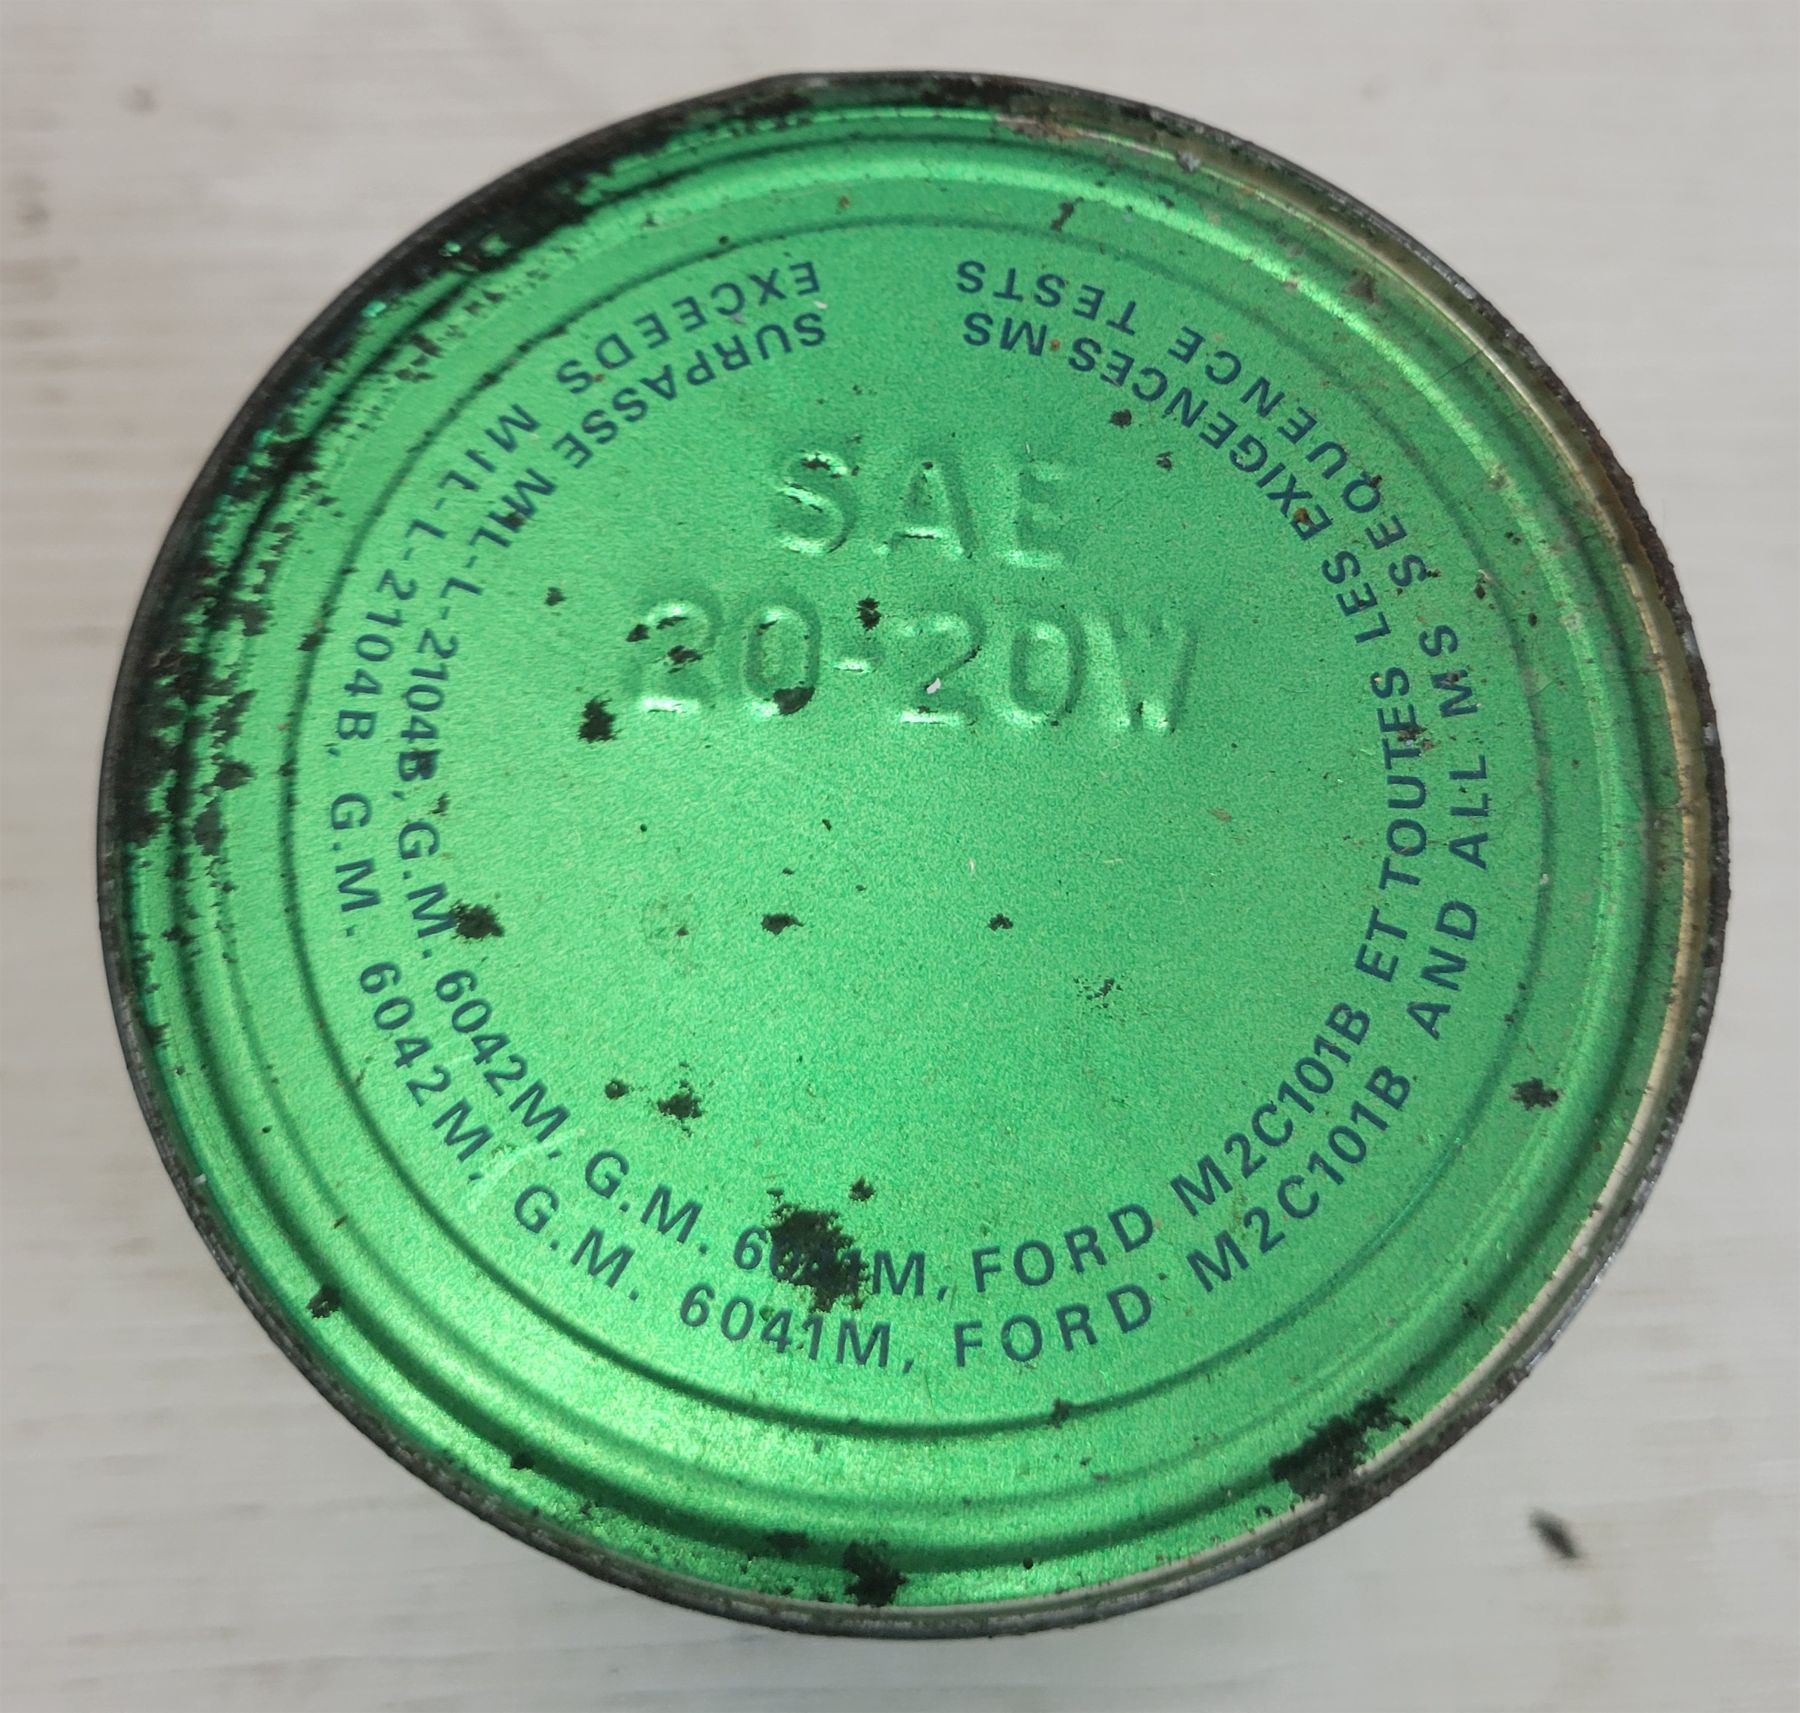 EXCEEDS MIL-L-2104B, G.M. 6042M, G.M. 6041M, FORD M2C101B AND ALL MS SEQUENCE TESTS
SURPASSE MIL-L-2104B, G.M. 6042M, G.M. 6041M, FORD M2C101B ET TOUTES LES EXIGENCES MS
SAE
20-20W